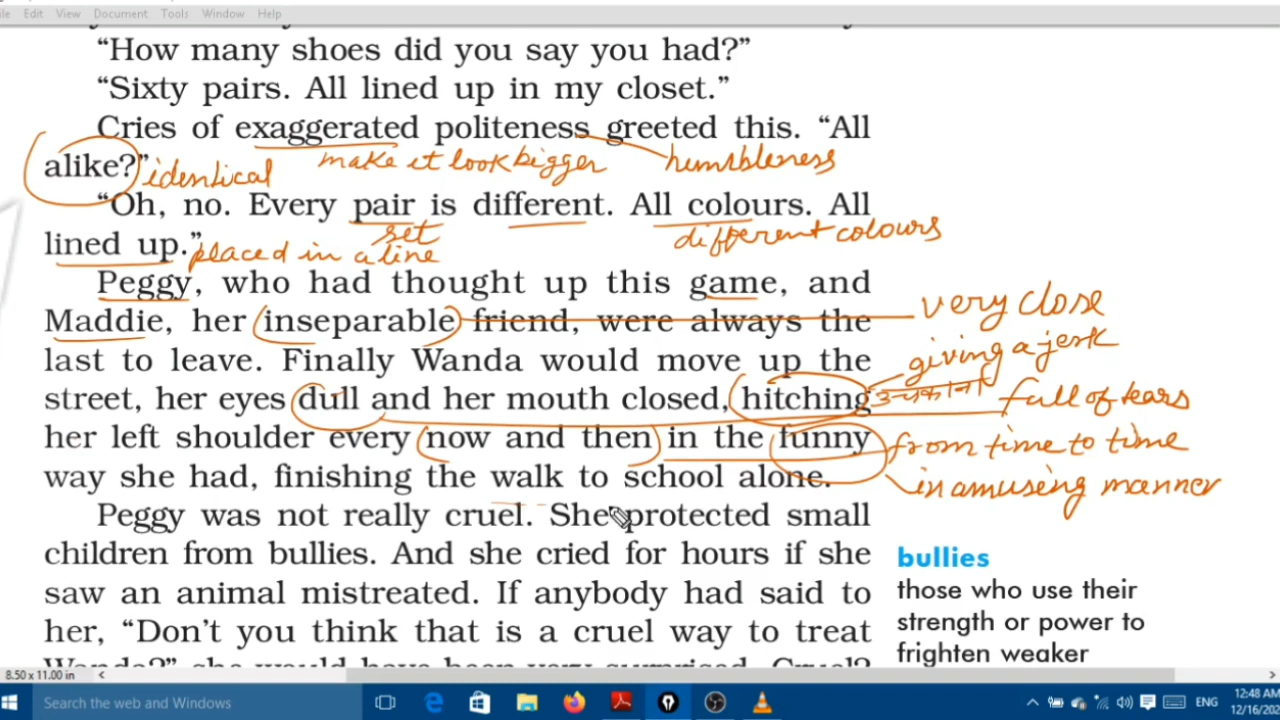 File Edit View Document Tools Window Help
“How many shoes did you say you had?”
“Sixty pairs. All lined up in my closet.”
Cries of exaggerated politeness greeted this. “All
make it look bigger humbleness
alike?” identical
“Oh, no. Every pair is different. All colours. All
set different colours
lined up.” placed in a line
Peggy, who had thought up this game, and
very close
Maddie, her inseparable friend, were always the
giving a jerk
last to leave. Finally Wanda would move up the
street, her eyes dull and her mouth closed, hitching
full of tears
her left shoulder every now and then in the funny
from time to time
way she had, finishing the walk to school alone.
in amusing manner
Peggy was not really cruel. She protected small
children from bullies. And she cried for hours if she
saw an animal mistreated. If anybody had said to
her, “Don’t you think that is a cruel way to treat
bullies
those who use their
strength or power to
frighten weaker
8.50 x 11.00 in
Search the web and Windows
ENG
12:48 AM